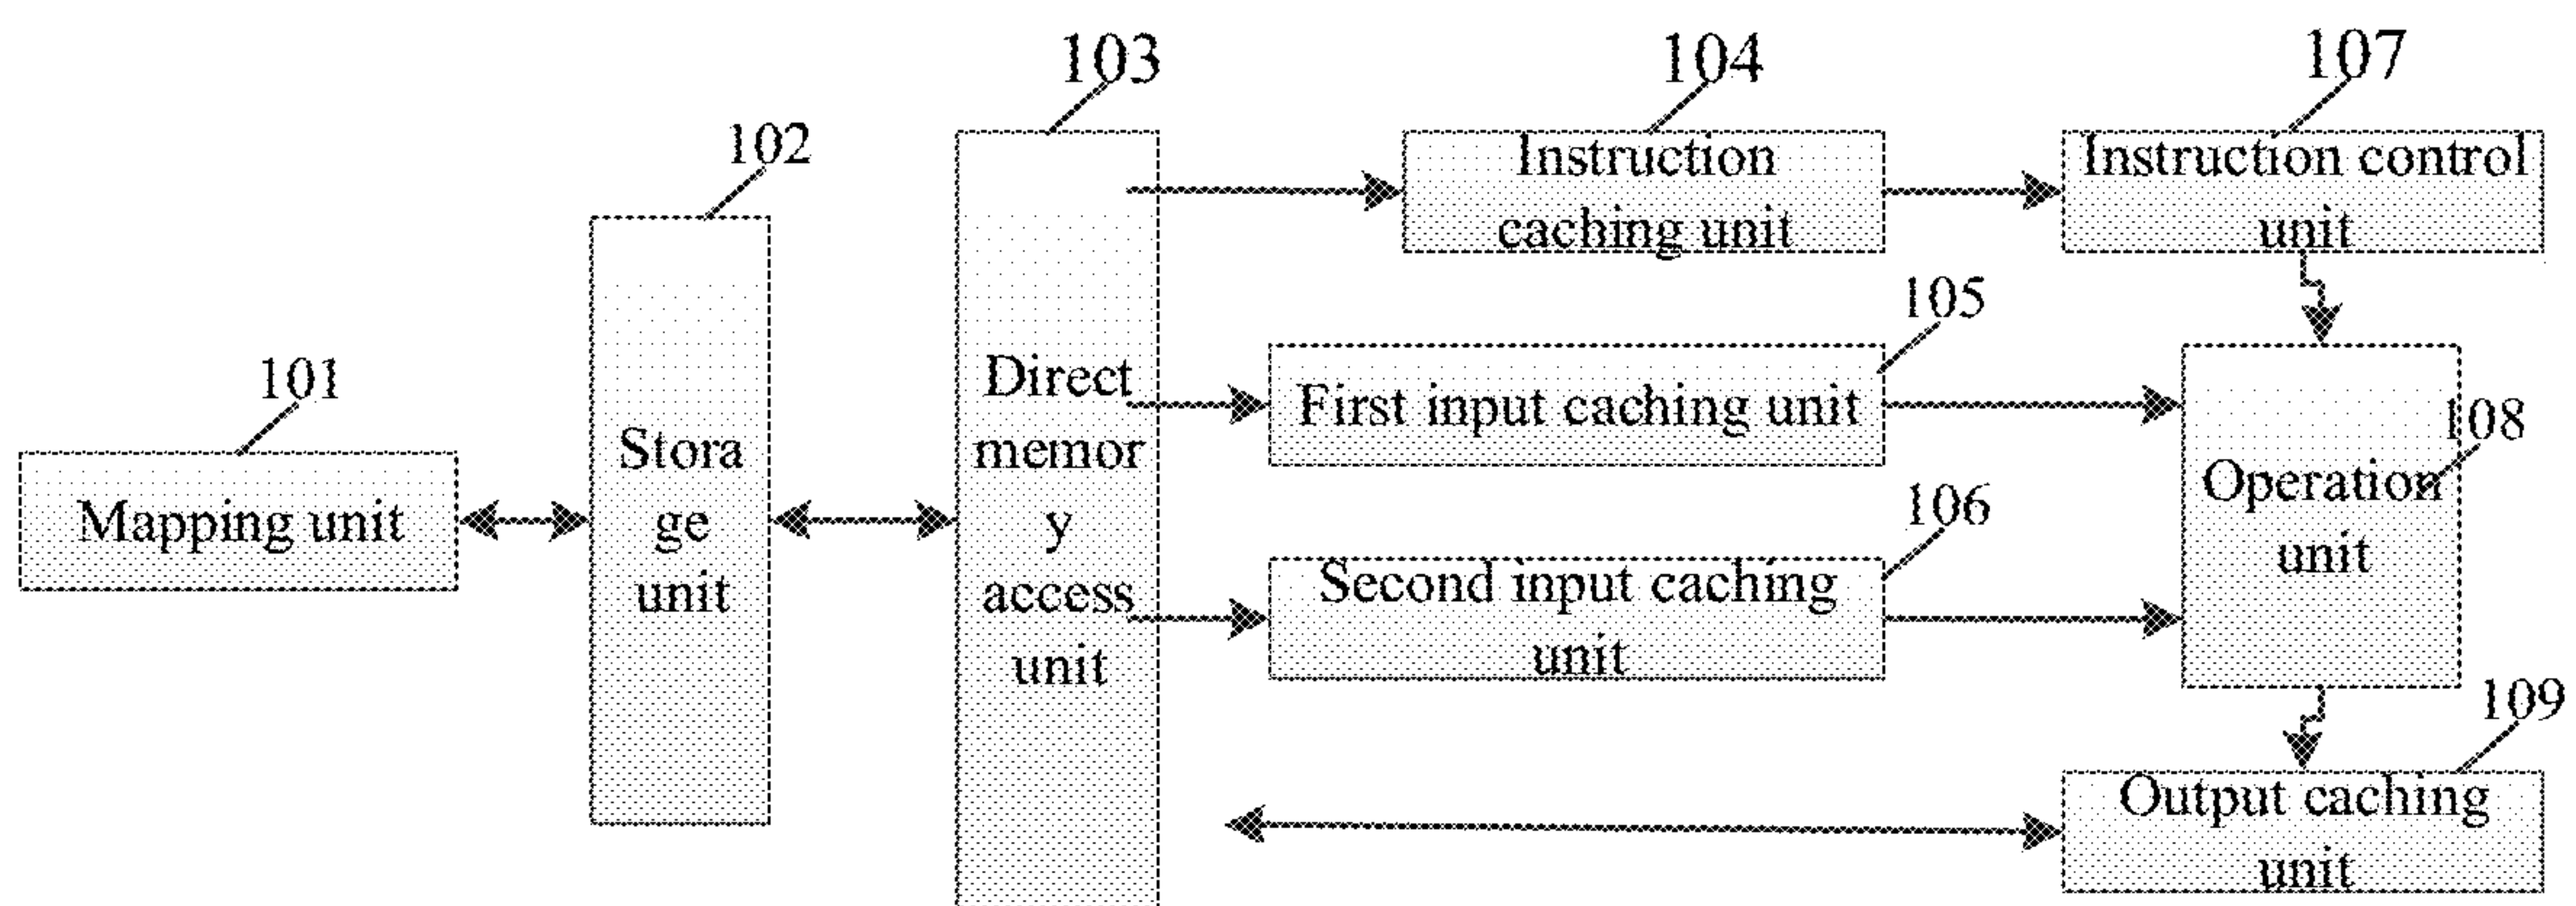 103
104
107
102
Instruction
caching unit
Instruction control
unit
105
101
Direct
memor
y
access
unit
First input caching unit
108
Stora
ge
unit
Operation
unit
Mapping unit
106
Second input caching
unit
109
Output caching
unit